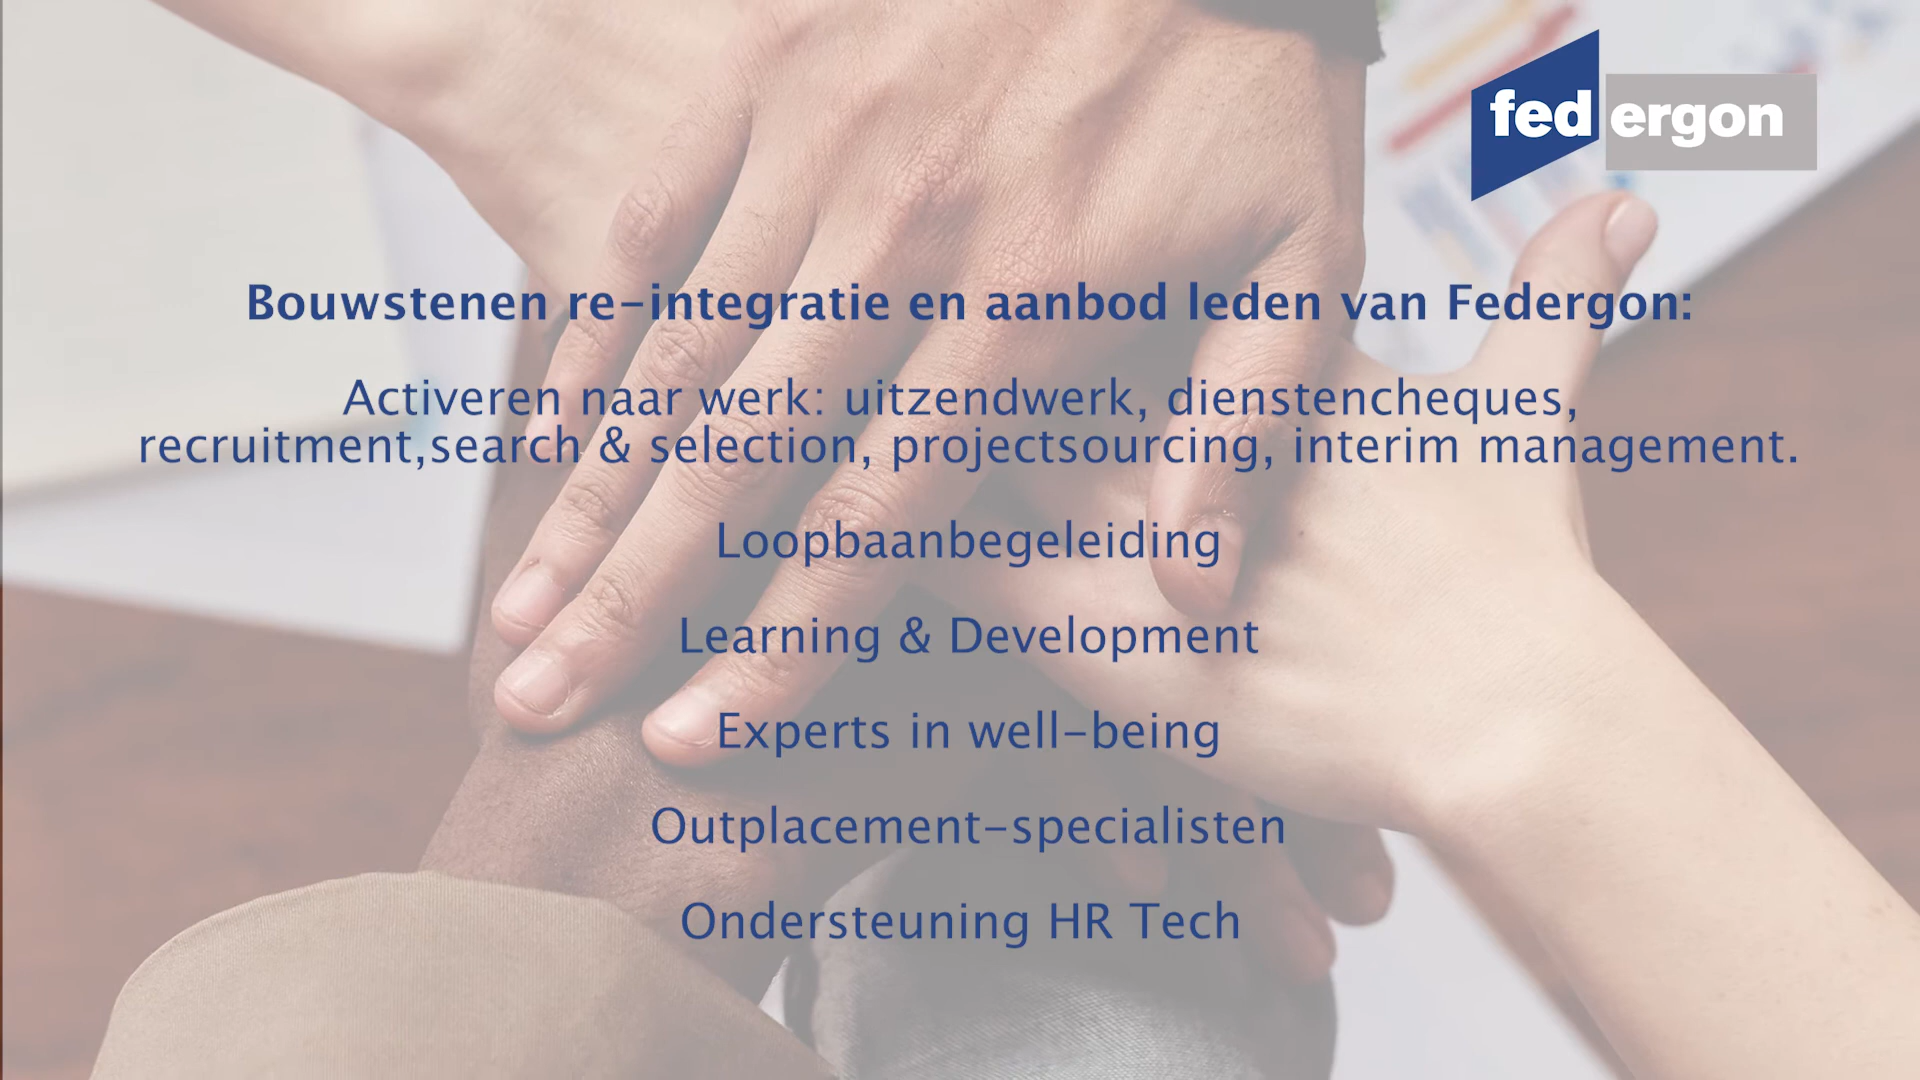 fed ergon
Bouwstenen re-integratie en aanbod leden van Federgon:
Activeren naar werk: uitzendwerk, dienstencheques,
recruitment,search & selection, projectsourcing, interim management.
Loopbaanbegeleiding
Learning & Development
Experts in well-being
Outplacement-specialisten
Ondersteuning HR Tech